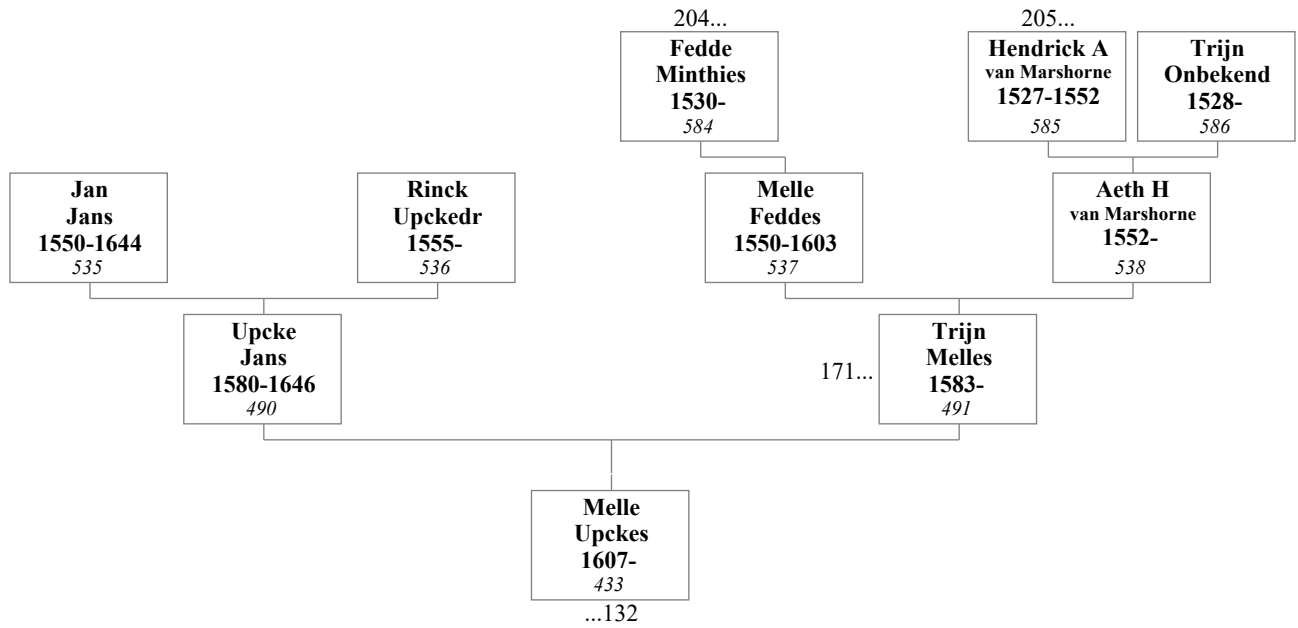 204...
Fedde
Minthies
1530-
584
205...
Hendrick A
van Marshorne
1527-1552
585
Trijn
Onbekend
1528-
586
Jan
Jans
1550-1644
535
Rinck
Upckedr
1555-
536
Melle
Feddes
1550-1603
537
Aeth H
van Marshorne
1552-
538
Upcke
Jans
1580-1646
490
171...
Trijn
Melles
1583-
491
Melle
Upckes
1607-
433
...132